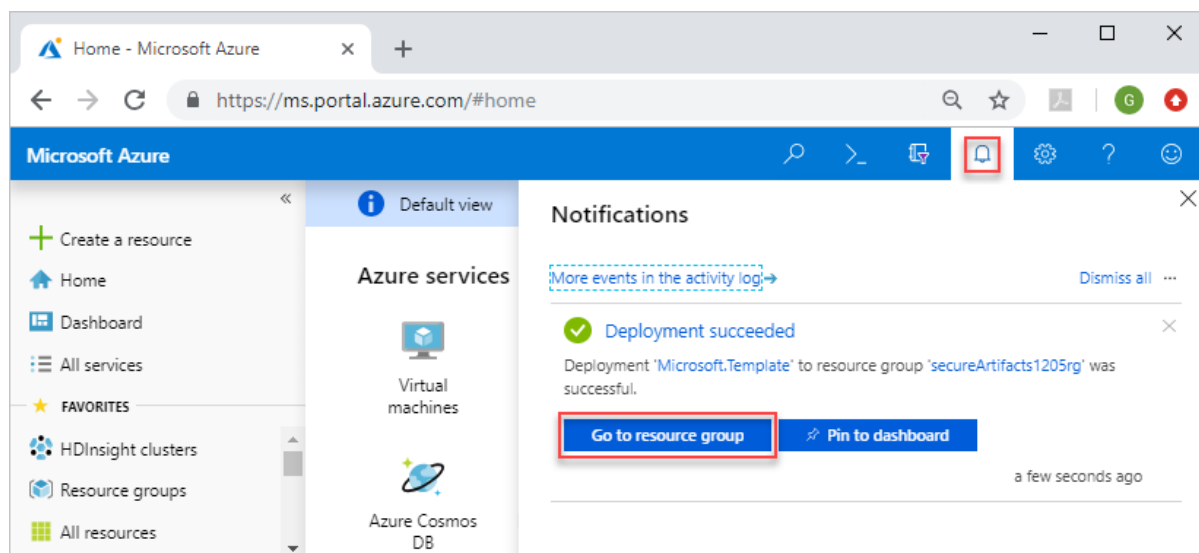 Home - Microsoft Azure
https://ms.portal.azure.com/#home
G
Microsoft Azure
>_
?
«
Create a resource
Home
Dashboard
All services
FAVORITES
HDInsight clusters
Resource groups
All resources
Default view
Azure services
Virtual
machines
Azure Cosmos
DB
Notifications
More events in the activity log
Dismiss all ...
Deployment succeeded
Deployment 'Microsoft.Template' to resource group 'secureArtifacts1205rg' was
successful.
Go to resource group
Pin to dashboard
a few seconds ago